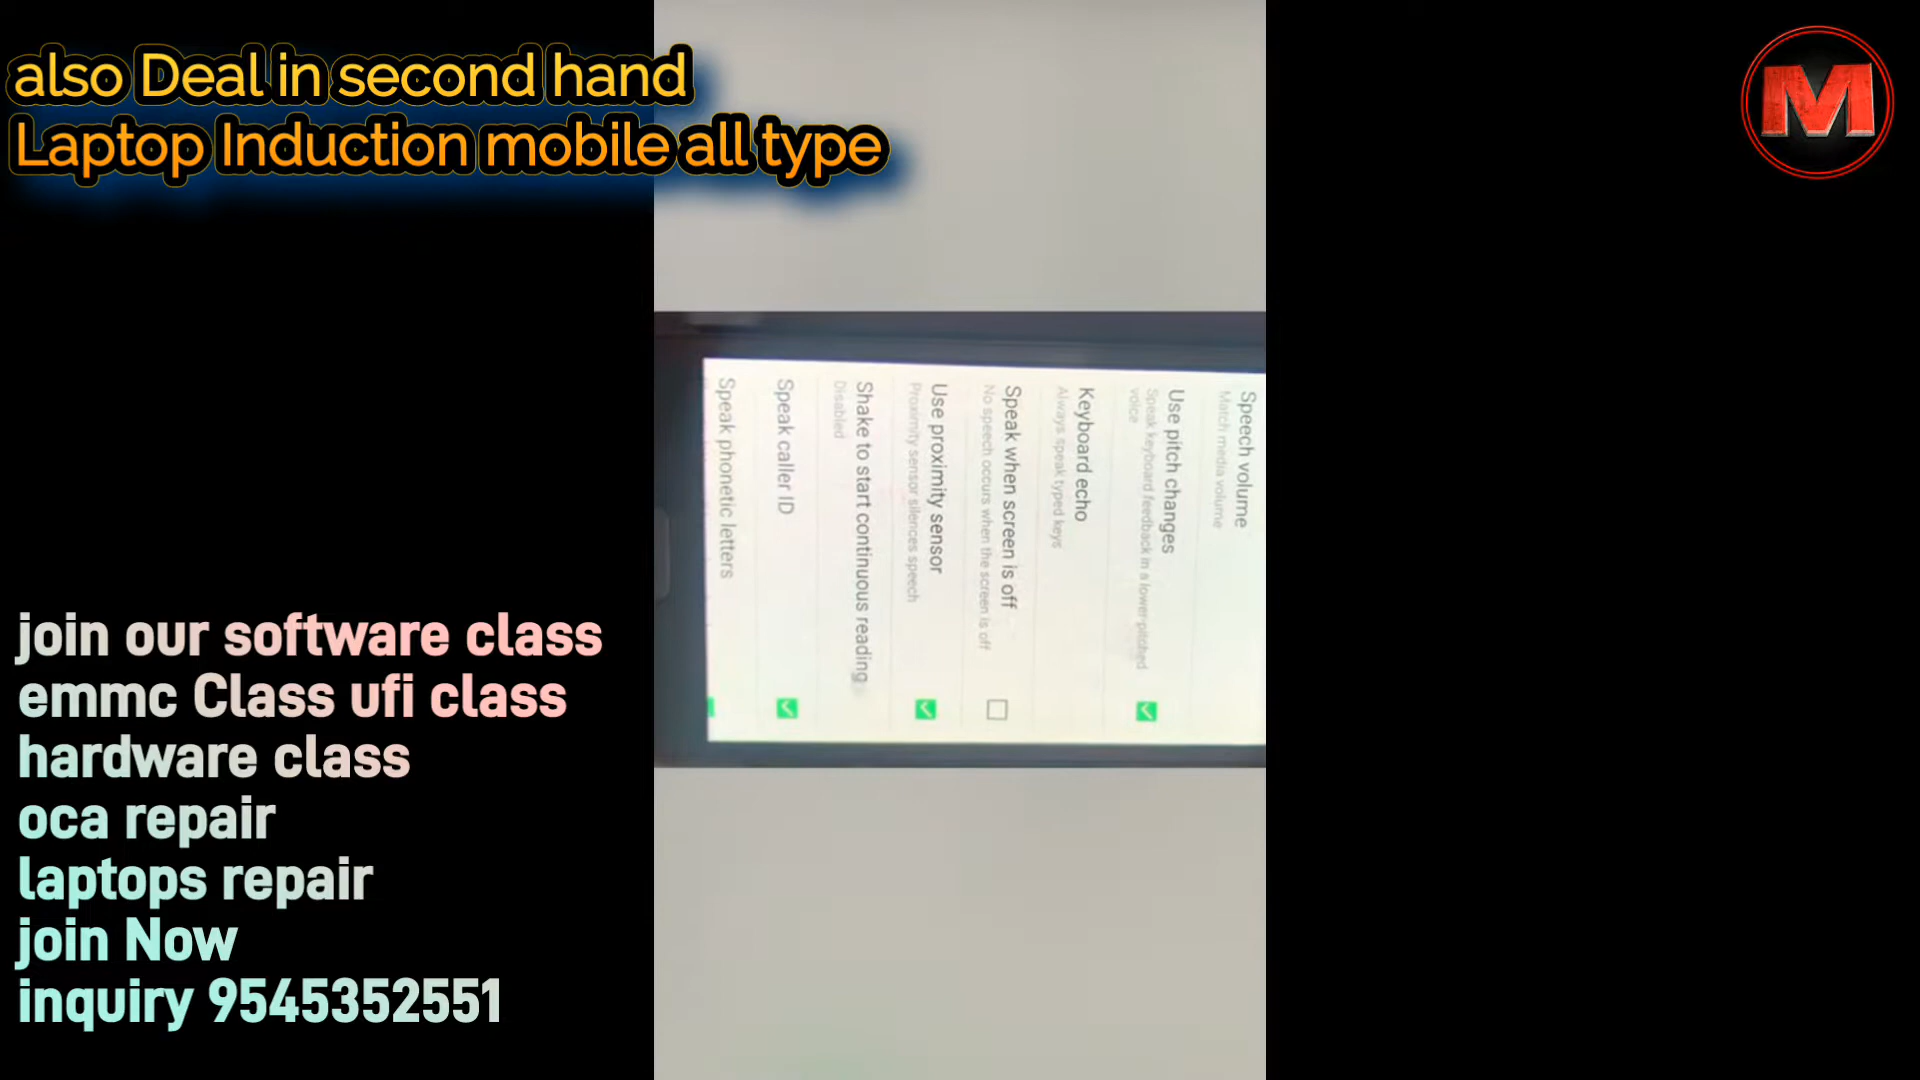 also Deal in second hand
Laptop Induction mobile all type
M
Speech volume
Match media volume
Use pitch changes
Speak keyboard feedback in a lower-pitched
voice
Keyboard echo
Always speak typed keys
Speak when screen is off
No speech occurs when the screen is off
Use proximity sensor
Proximity sensor silences speech
Shake to start continuous reading
Disabled
Speak caller ID
Speak phonetic letters
join our software class
emmc Class ufi class
hardware class
oca repair
laptops repair
join Now
inquiry 9545352551